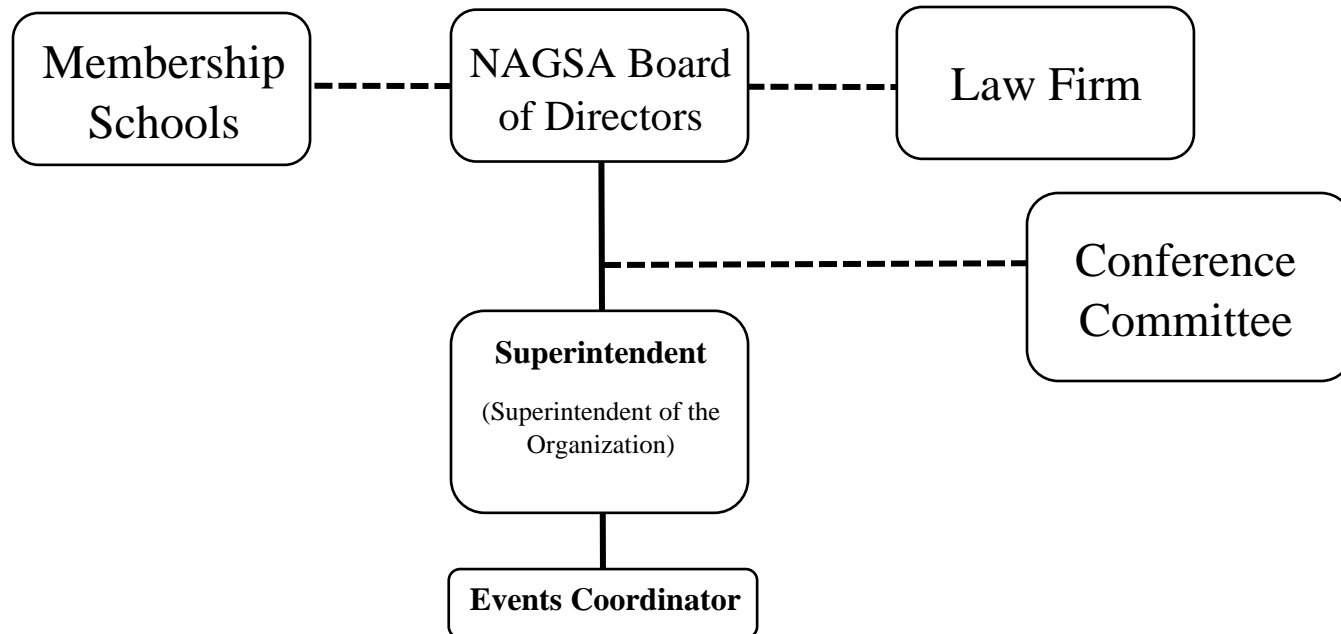 Membership
Schools
NAGSA Board
of Directors
Law Firm
Conference
Committee
Superintendent
(Superintendent of the
Organization)
Events Coordinator